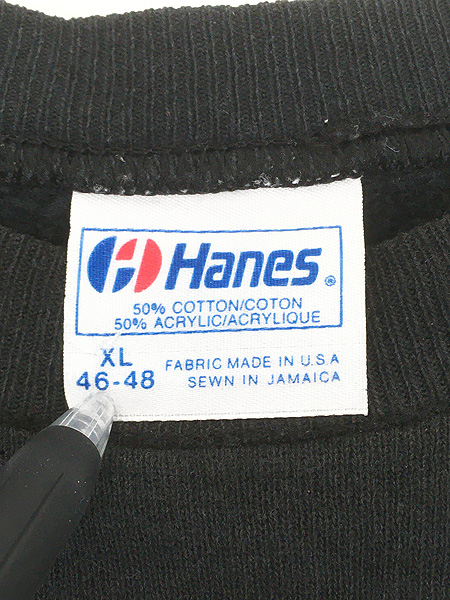 Hanes®
50% COTTON/COTON
50% ACRYLIC/ACRYLIQUE
XL
46-48
FABRIC MADE IN U.S.A
SEWN IN JAMAICA